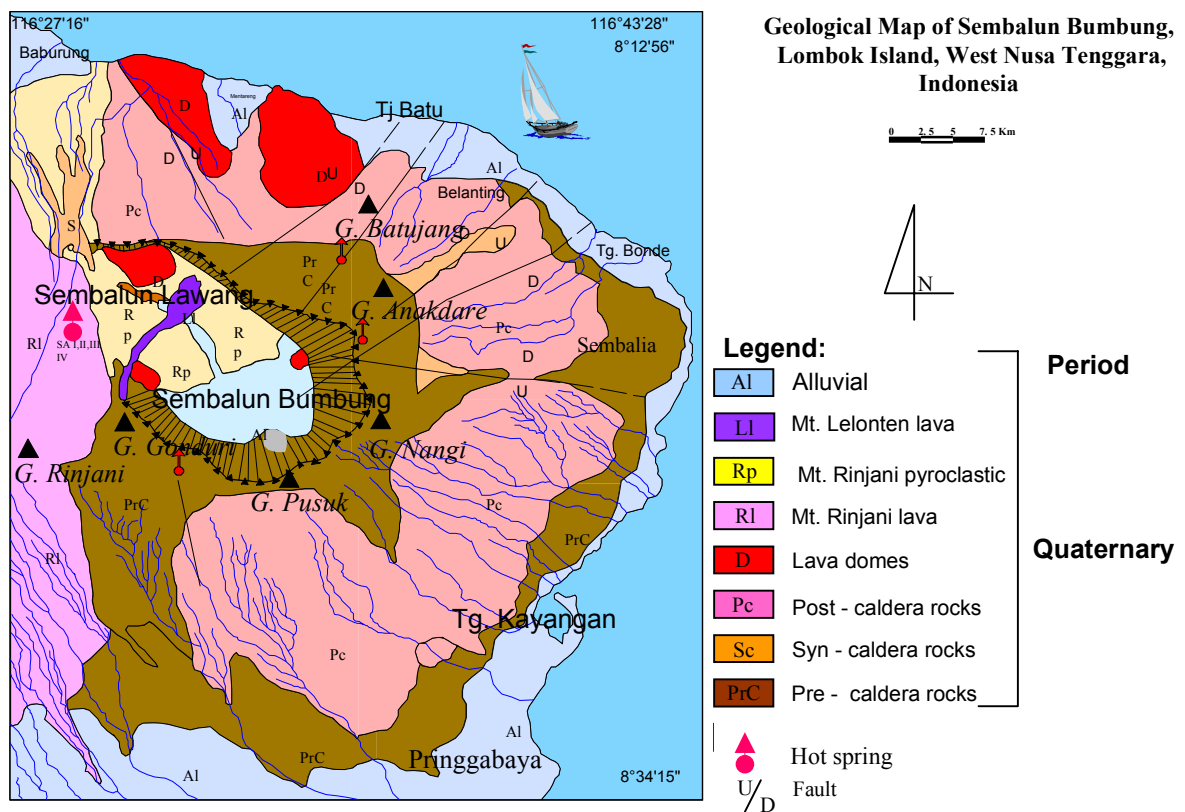 116°27'16"
116°43'28"
8°12'56"
Baburung
D
Mentareng
Al
Tj Batu
D
U
D
U
D
Al
Belanting
Pc
S
G. Batujang
U
Tg. Bonde
Pr
C
D
D
Sembalun Lawang
Pr
C
G. Anakdare
Ll
R
p
R
p
Pc
Rl
SA I,II,III
IV
Sembalia
Rp
D
U
Sembalun Bumbung
Al
G. Gonduri
G. Nangi
G. Rinjani
G. Pusuk
PrC
Pc
PrC
Rl
Tg. Kayangan
Pc
Al
PrC
Pringgabaya
Al
8°34'15"
Geological Map of Sembalun Bumbung,
Lombok Island, West Nusa Tenggara,
Indonesia
0 2.5 5 7.5 Km
N
Legend:
Period
Al Alluvial
Ll Mt. Lelonten lava
Rp Mt. Rinjani pyroclastic
Rl Mt. Rinjani lava
Quaternary
D Lava domes
Pc Post - caldera rocks
Sc Syn - caldera rocks
PrC Pre - caldera rocks
Hot spring
U/D Fault